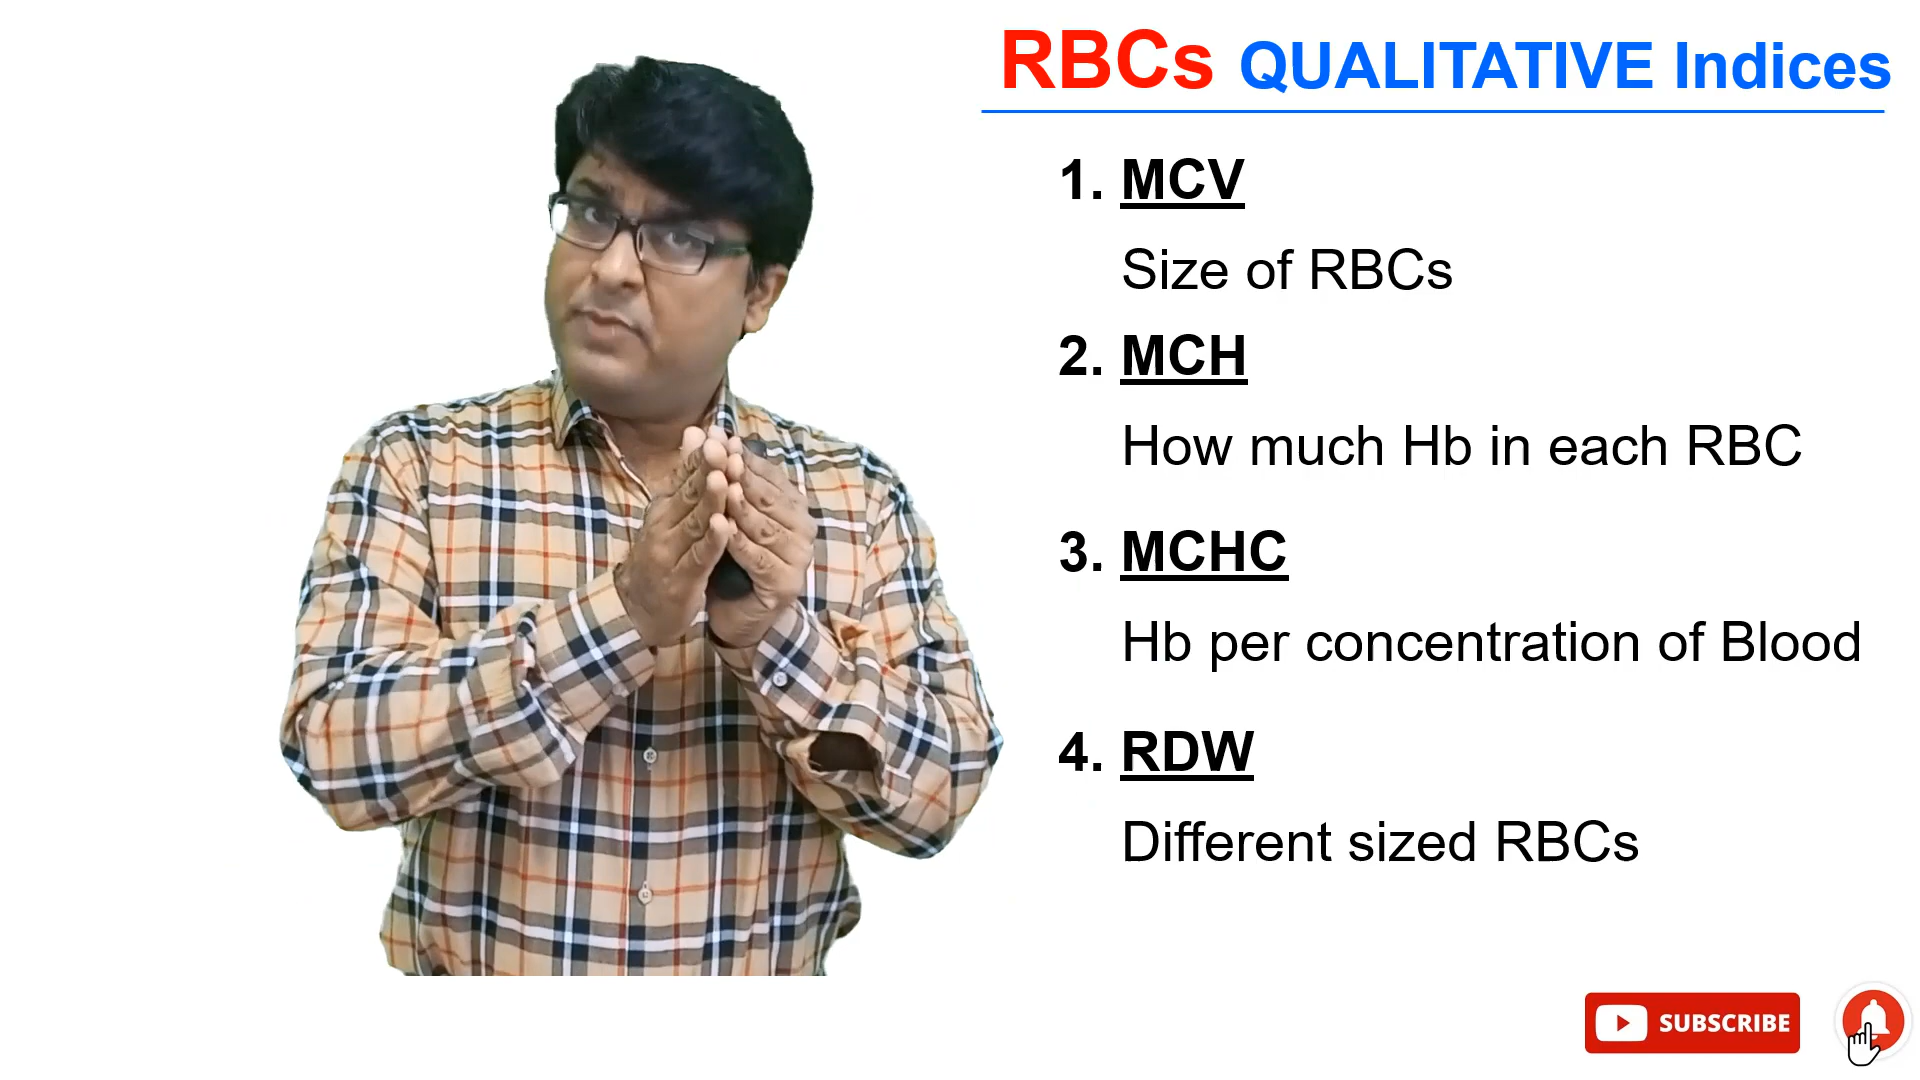 RBCs QUALITATIVE Indices
1. MCV
Size of RBCs
2. MCH
How much Hb in each RBC
3. MCHC
Hb per concentration of Blood
4. RDW
Different sized RBCs
SUBSCRIBE